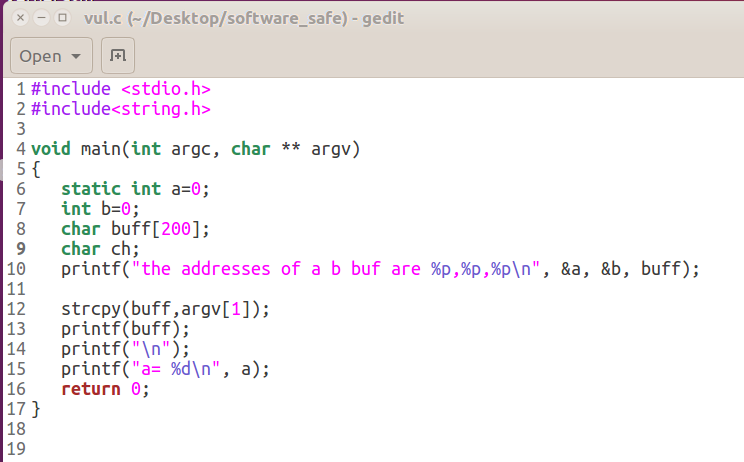 vul.c (~/Desktop/software_safe) - gedit
Open
1 #include <stdio.h>
2 #include<string.h>
3
4 void main(int argc, char ** argv)
5 {
6    static int a=0;
7    int b=0;
8    char buff[200];
9    char ch;
10    printf("the addresses of a b buf are %p,%p,%p\n", &a, &b, buff);
11
12    strcpy(buff,argv[1]);
13    printf(buff);
14    printf("\n");
15    printf("a= %d\n", a);
16    return 0;
17 }
18
19